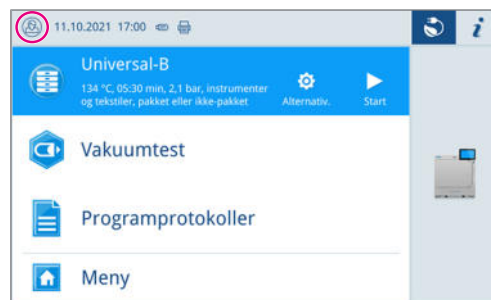 11.10.2021 17:00
i
Universal-B
134 °C, 05:30 min, 2,1 bar, instrumenter
og tekstiler, pakket eller ikke-pakket
Alternativ.
Start
Vakuumtest
Programprotokoller
Meny